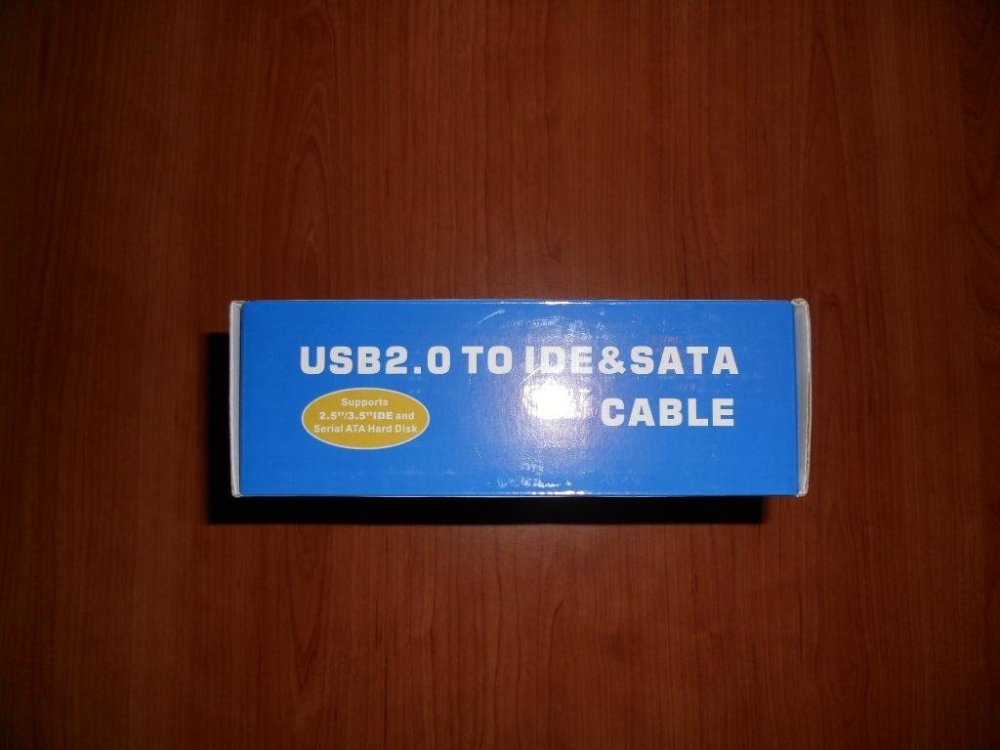 USB2.0 TO IDE&SATA
CABLE
Supports
2.5"/3.5"IDE and
Serial ATA Hard Disk